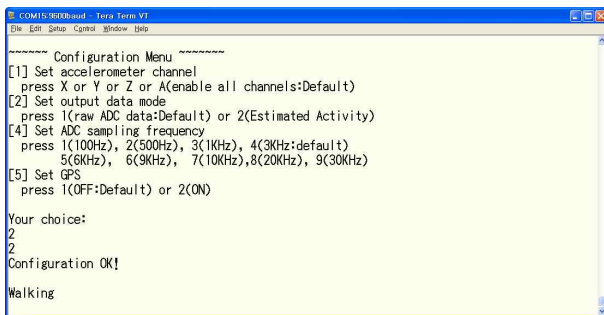 COM15:9600baud - Tera Term VT
File Edit Setup Control Window Help
~~~~~~ Configuration Menu ~~~~~~~
[1] Set accelerometer channel
press X or Y or Z or A(enable all channels:Default)
[2] Set output data mode
press 1(raw ADC data:Default) or 2(Estimated Activity)
[4] Set ADC sampling frequency
press 1(100Hz), 2(500Hz), 3(1KHz), 4(3KHz:default)
5(6KHz), 6(9KHz), 7(10KHz),8(20KHz), 9(30KHz)
[5] Set GPS
press 1(OFF:Default) or 2(ON)
Your choice:
2
2
Configuration OK!
Walking